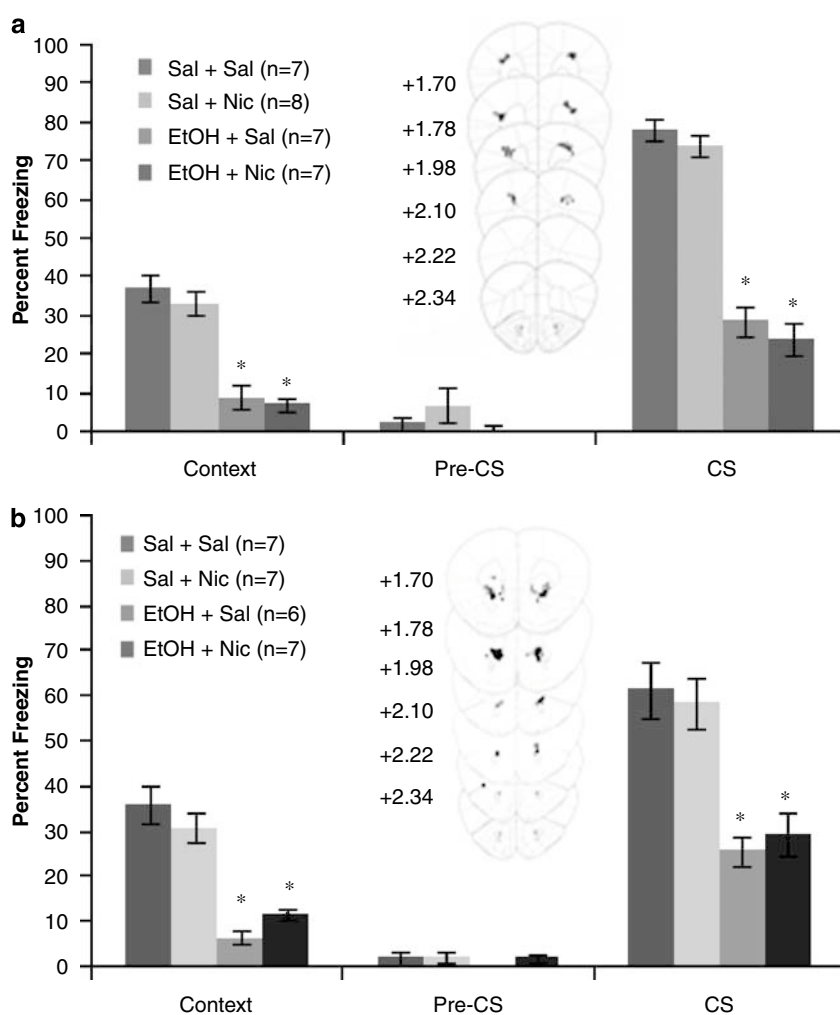 a
Percent Freezing
100
90
80
70
60
50
40
30
20
10
0
Sal + Sal (n=7)
Sal + Nic (n=8)
EtOH + Sal (n=7)
EtOH + Nic (n=7)
+1.70
+1.78
+1.98
+2.10
+2.22
+2.34
* *
* *
Context Pre-CS CS
b
Percent Freezing
100
90
80
70
60
50
40
30
20
10
0
Sal + Sal (n=7)
Sal + Nic (n=7)
EtOH + Sal (n=6)
EtOH + Nic (n=7)
+1.70
+1.78
+1.98
+2.10
+2.22
+2.34
* *
* *
Context Pre-CS CS